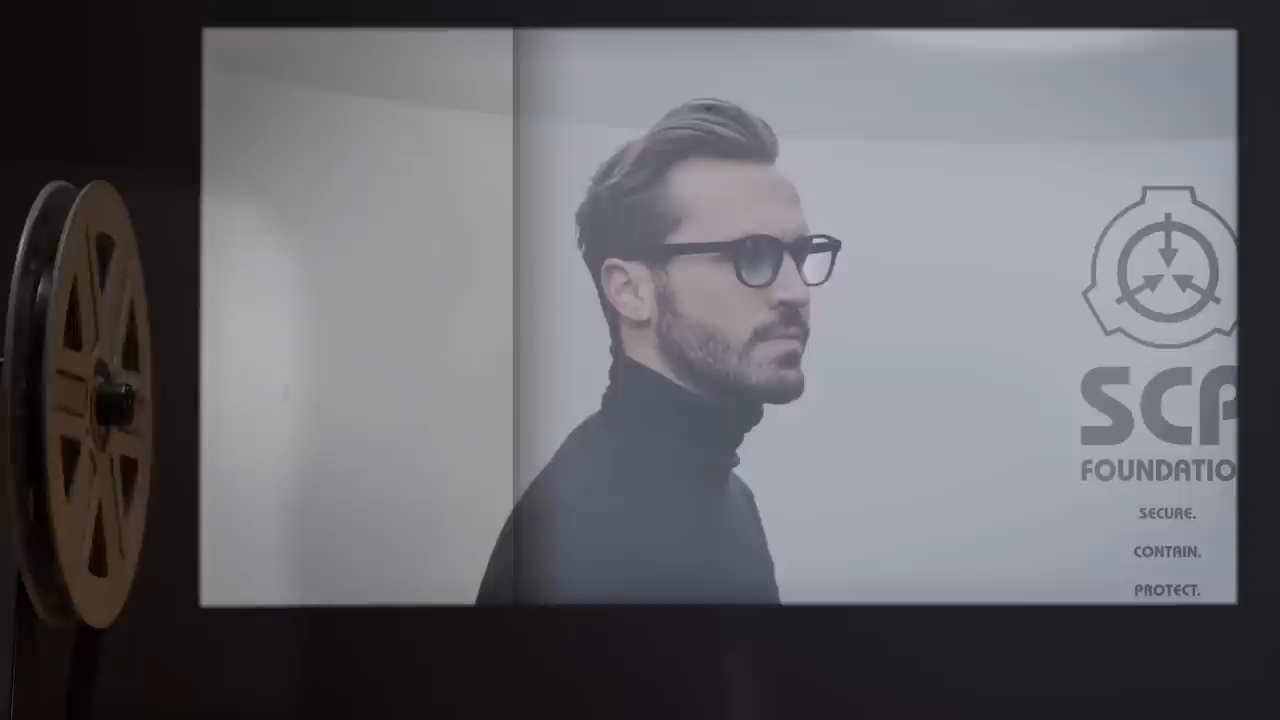 SCP
FOUNDATIO
SECURE.
CONTAIN.
PROTECT.